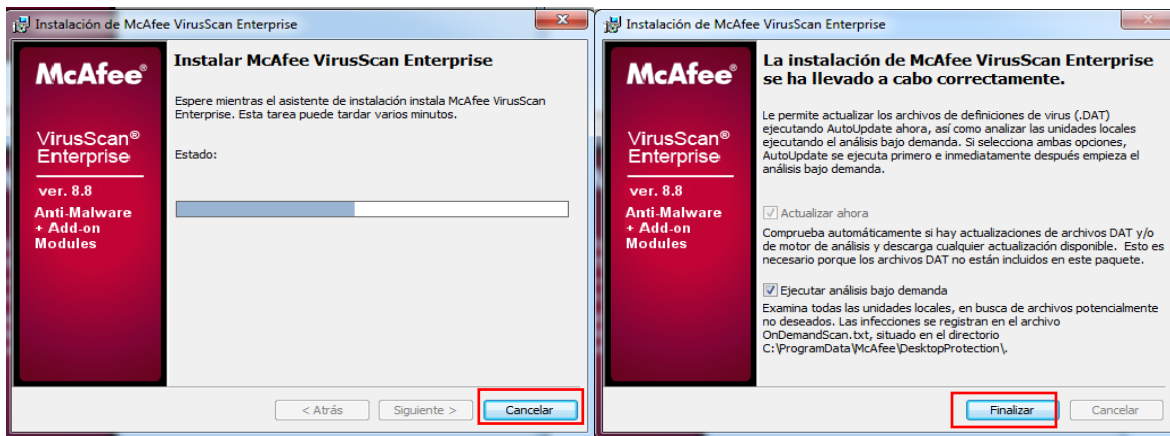 Instalación de McAfee VirusScan Enterprise
McAfee®
VirusScan®
Enterprise
ver. 8.8
Anti-Malware
+ Add-on
Modules
Instalar McAfee VirusScan Enterprise
Espere mientras el asistente de instalación instala McAfee VirusScan
Enterprise. Esta tarea puede tardar varios minutos.
Estado:
< Atrás
Siguiente >
Cancelar
Instalación de McAfee VirusScan Enterprise
McAfee®
VirusScan®
Enterprise
ver. 8.8
Anti-Malware
+ Add-on
Modules
La instalación de McAfee VirusScan Enterprise
se ha llevado a cabo correctamente.
Le permite actualizar los archivos de definiciones de virus (.DAT)
ejecutando AutoUpdate ahora, así como analizar las unidades locales
ejecutando el análisis bajo demanda. Si selecciona ambas opciones,
AutoUpdate se ejecuta primero e inmediatamente después empieza el
análisis bajo demanda.
Actualizar ahora
Comprueba automáticamente si hay actualizaciones de archivos DAT y/o
de motor de análisis y descarga cualquier actualización disponible. Esto es
necesario porque los archivos DAT no están incluidos en este paquete.
Ejecutar análisis bajo demanda
Examina todas las unidades locales, en busca de archivos potencialmente
no deseados. Las infecciones se registran en el archivo
OnDemandScan.txt, situado en el directorio
C:\ProgramData\McAfee\DesktopProtection\.
Finalizar
Cancelar